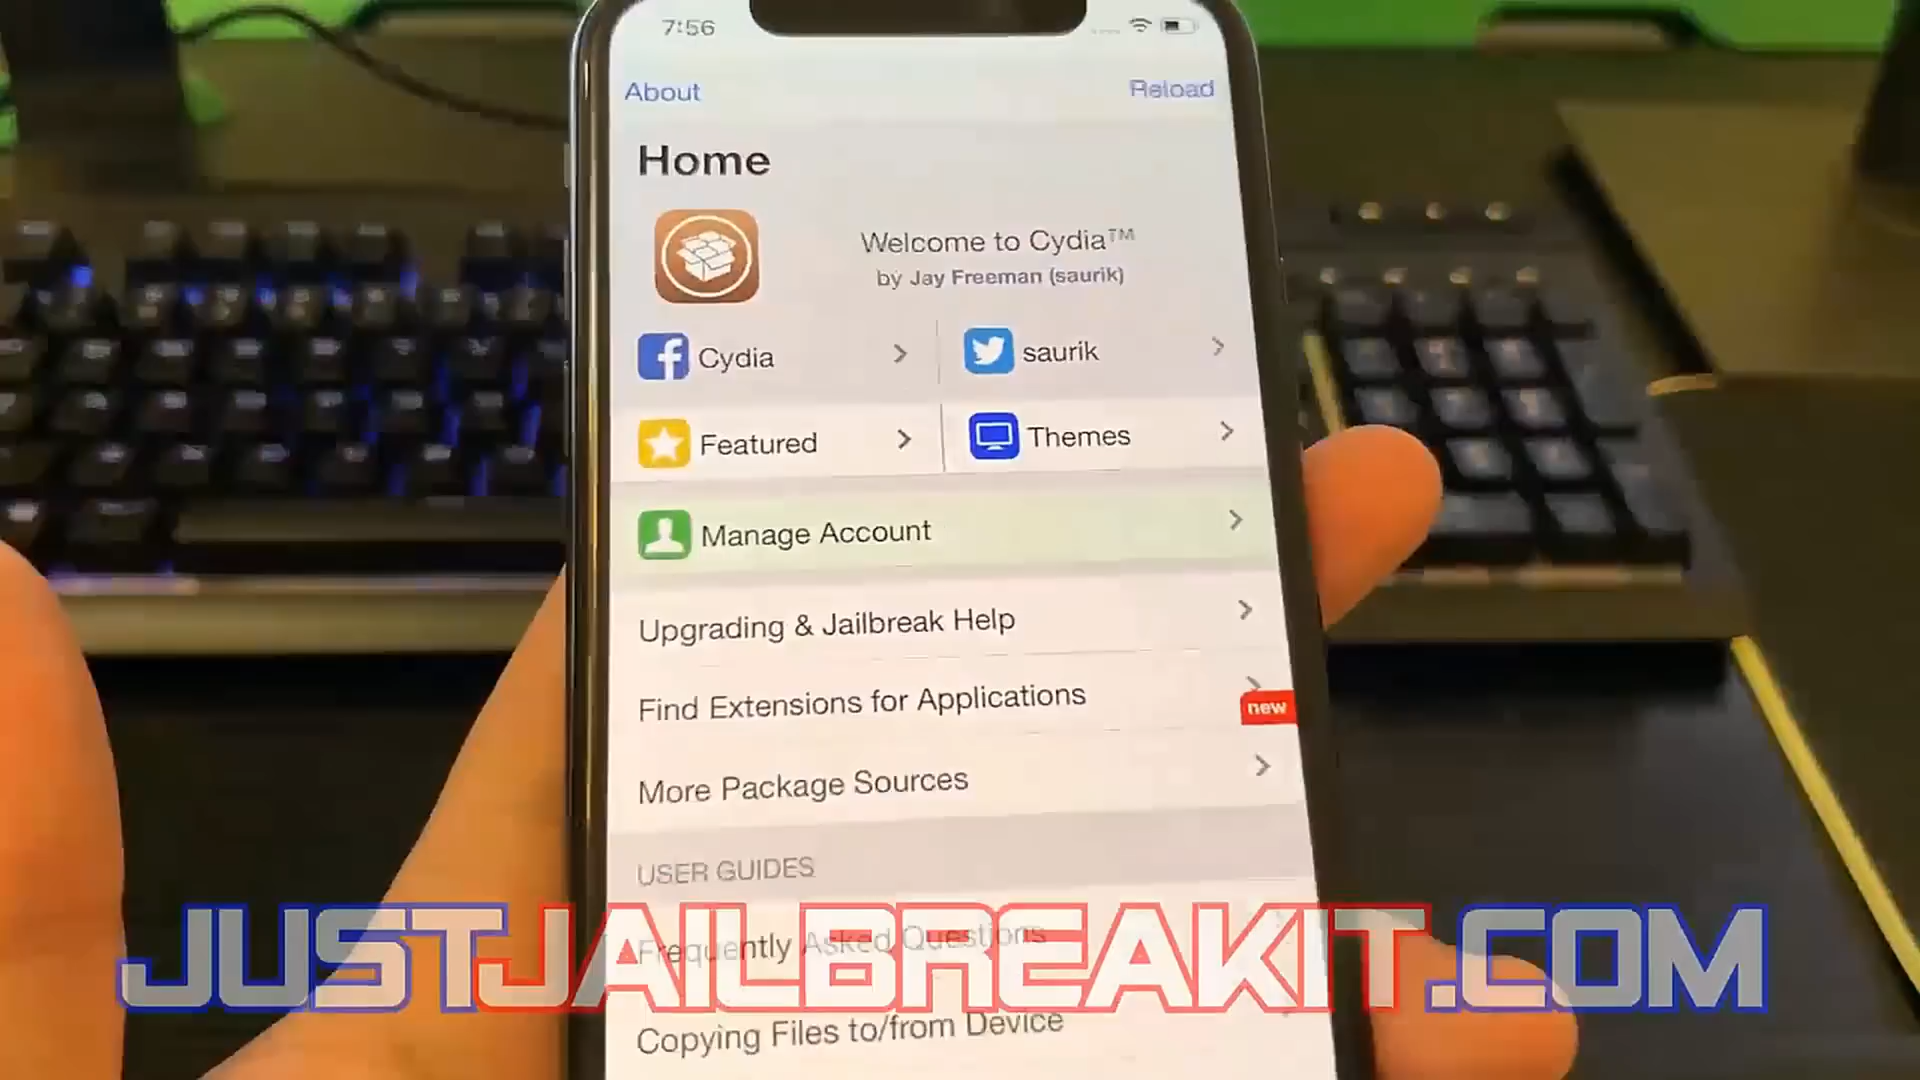 7:56
About
Reload
Home
Welcome to Cydia™
by Jay Freeman (saurik)
Cydia
saurik
Featured
Themes
Manage Account
Upgrading & Jailbreak Help
Find Extensions for Applications
new
More Package Sources
USER GUIDES
Frequently Asked Questions
JUSTJAILBREAKIT.COM
Copying Files to/from Device